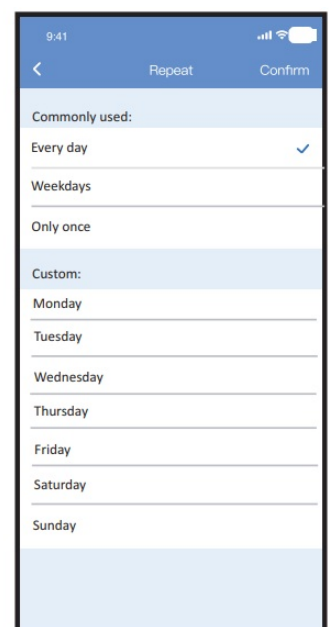 9:41
Repeat Confirm
Commonly used:
Every day
Weekdays
Only once
Custom:
Monday
Tuesday
Wednesday
Thursday
Friday
Saturday
Sunday